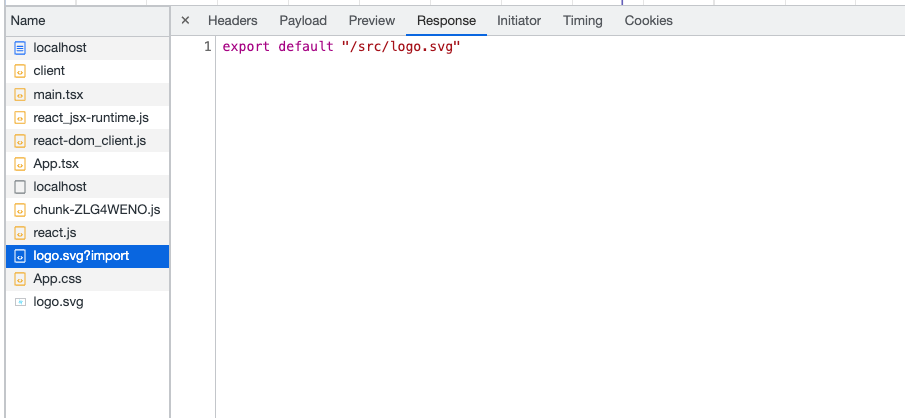 Name
× Headers Payload Preview Response Initiator Timing Cookies
localhost
client
main.tsx
react_jsx-runtime.js
react-dom_client.js
App.tsx
localhost
chunk-ZLG4WENO.js
react.js
logo.svg?import
App.css
logo.svg
1 export default "/src/logo.svg"